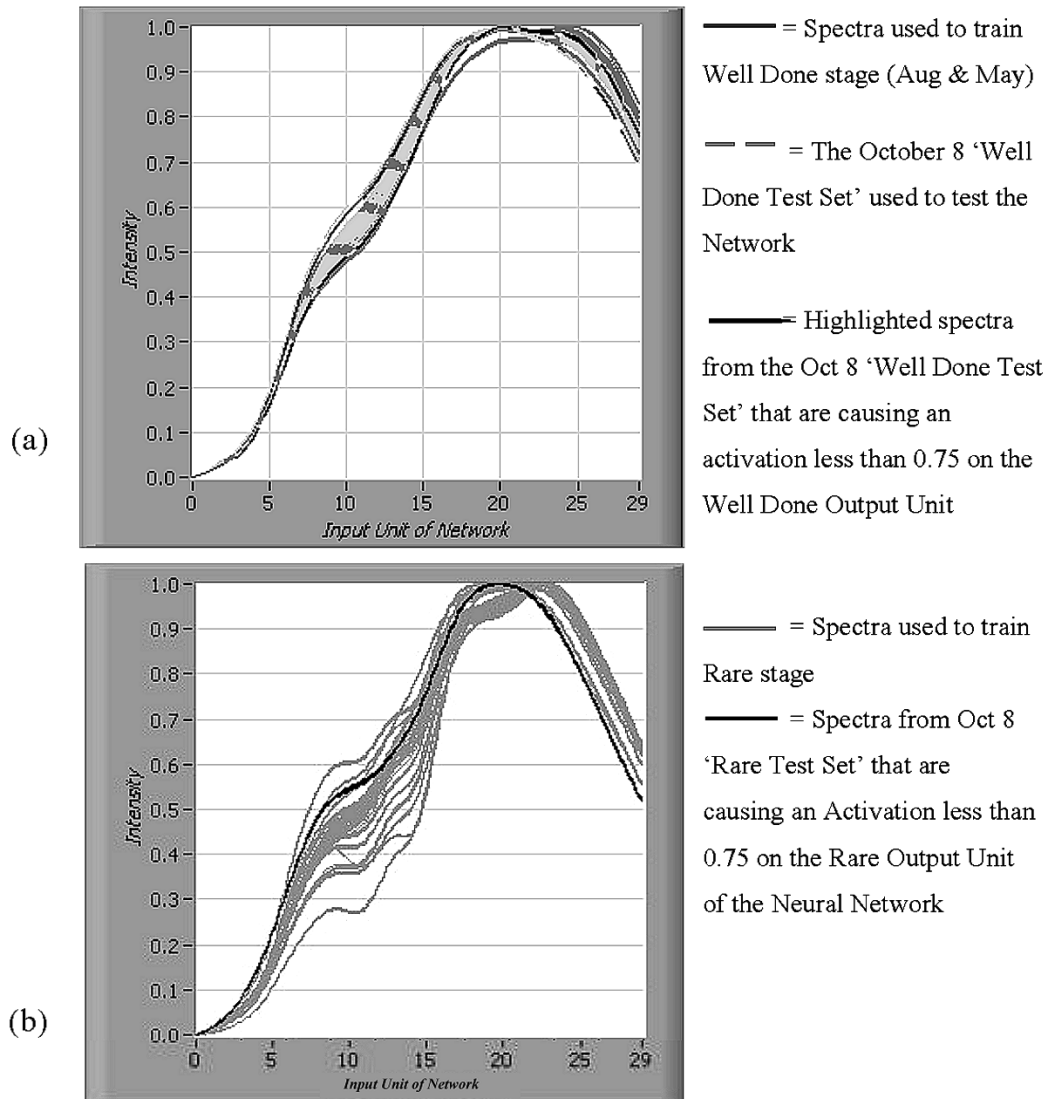 (a)
Intensity
1.0
0.9
0.8
0.7
0.6
0.5
0.4
0.3
0.2
0.1
0.0
0 5 10 15 20 25 29
Input Unit of Network
= Spectra used to train
Well Done stage (Aug & May)
= The October 8 ‘Well
Done Test Set’ used to test the
Network
= Highlighted spectra
from the Oct 8 ‘Well Done Test
Set’ that are causing an
activation less than 0.75 on the
Well Done Output Unit
(b)
Intensity
1.0
0.9
0.8
0.7
0.6
0.5
0.4
0.3
0.2
0.1
0.0
0 5 10 15 20 25 29
Input Unit of Network
= Spectra used to train
Rare stage
= Spectra from Oct 8
‘Rare Test Set’ that are
causing an Activation less than
0.75 on the Rare Output Unit
of the Neural Network